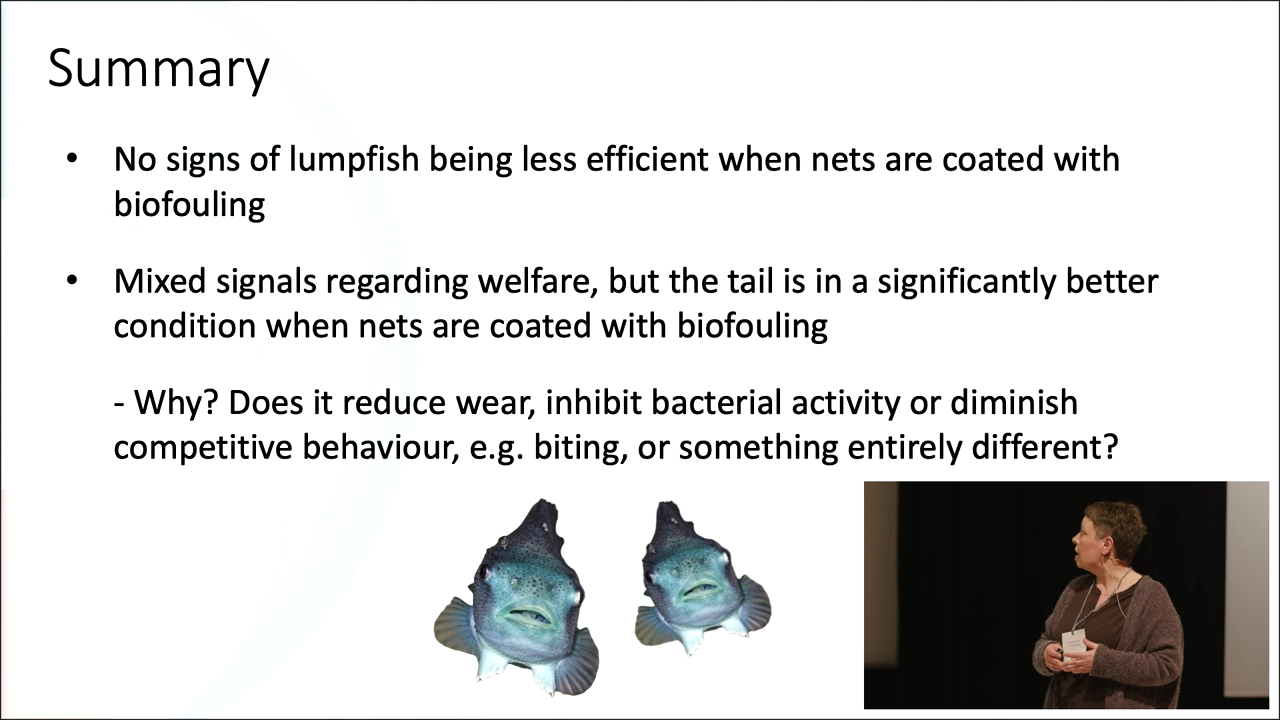 Summary
• No signs of lumpfish being less efficient when nets are coated with
biofouling
• Mixed signals regarding welfare, but the tail is in a significantly better
condition when nets are coated with biofouling
- Why? Does it reduce wear, inhibit bacterial activity or diminish
competitive behaviour, e.g. biting, or something entirely different?